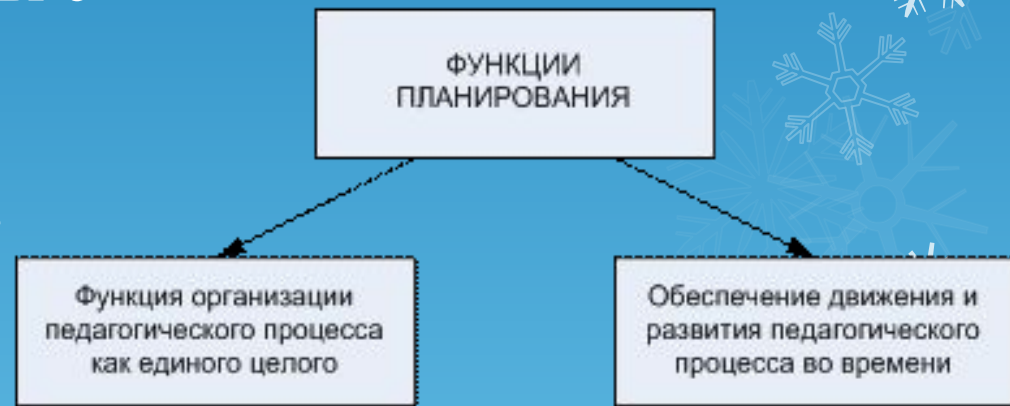 ФУНКЦИИ
ПЛАНИРОВАНИЯ
Функция организации
педагогического процесса
как единого целого
Обеспечение движения и
развития педагогического
процесса во времени